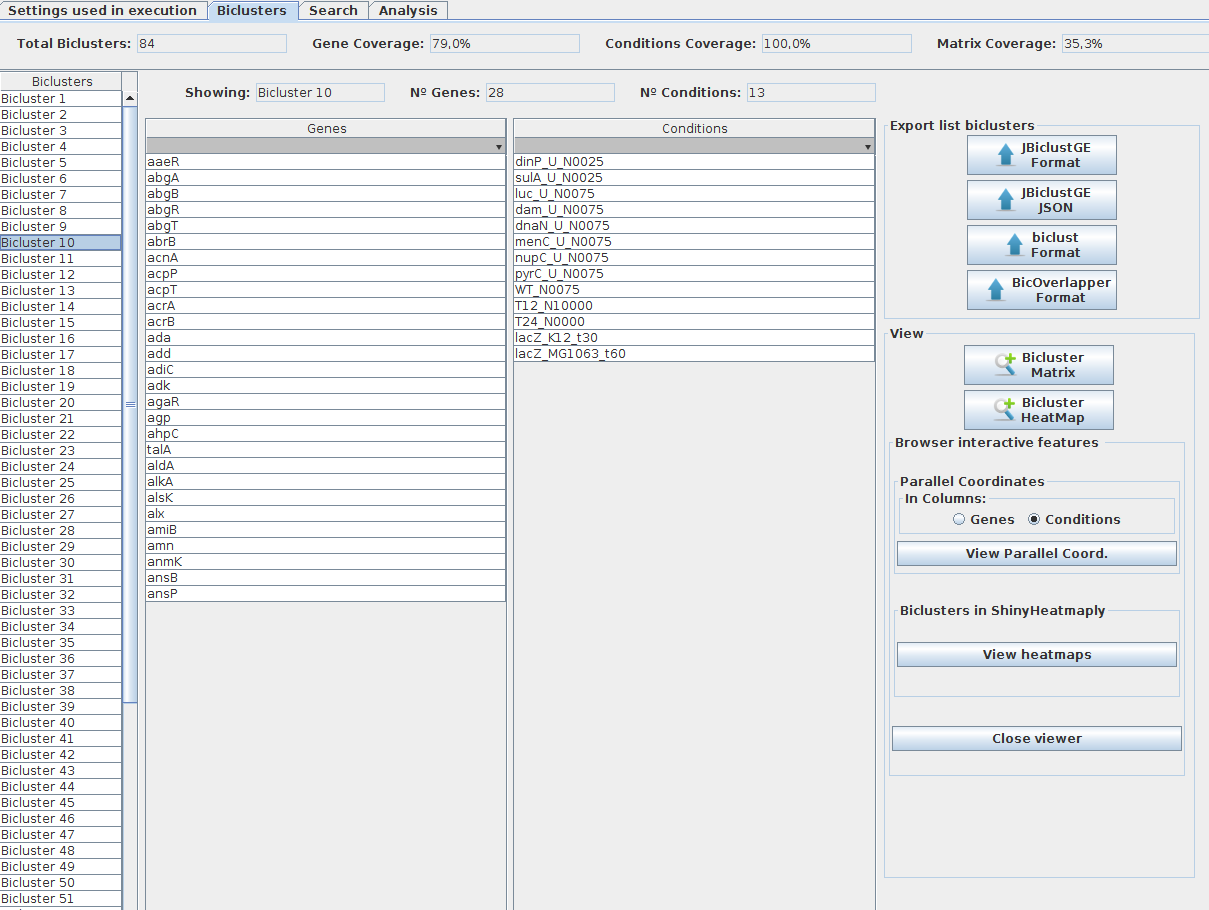 Settings used in execution Biclusters Search Analysis
Total Biclusters: 84 Gene Coverage: 79,0% Conditions Coverage: 100,0% Matrix Coverage: 35,3%
Biclusters
Bicluster 1
Bicluster 2
Bicluster 3
Bicluster 4
Bicluster 5
Bicluster 6
Bicluster 7
Bicluster 8
Bicluster 9
Bicluster 10
Bicluster 11
Bicluster 12
Bicluster 13
Bicluster 14
Bicluster 15
Bicluster 16
Bicluster 17
Bicluster 18
Bicluster 19
Bicluster 20
Bicluster 21
Bicluster 22
Bicluster 23
Bicluster 24
Bicluster 25
Bicluster 26
Bicluster 27
Bicluster 28
Bicluster 29
Bicluster 30
Bicluster 31
Bicluster 32
Bicluster 33
Bicluster 34
Bicluster 35
Bicluster 36
Bicluster 37
Bicluster 38
Bicluster 39
Bicluster 40
Bicluster 41
Bicluster 42
Bicluster 43
Bicluster 44
Bicluster 45
Bicluster 46
Bicluster 47
Bicluster 48
Bicluster 49
Bicluster 50
Bicluster 51
Showing: Bicluster 10 Nº Genes: 28 Nº Conditions: 13
Genes
aaeR
abgA
abgB
abgR
abgT
abrB
acnA
acpP
acpT
acrA
acrB
ada
add
adiC
adk
agaR
agp
ahpC
talA
aldA
alkA
alsK
alx
amiB
amn
anmK
ansB
ansP
Conditions
dinP_U_N0025
sulA_U_N0025
luc_U_N0075
dam_U_N0075
dnaN_U_N0075
menC_U_N0075
nupC_U_N0075
pyrC_U_N0075
WT_N0075
T12_N10000
T24_N0000
lacZ_K12_t30
lacZ_MG1063_t60
Export list biclusters
JBiclustGE
Format
JBiclustGE
JSON
biclust
Format
BicOverlapper
Format
View
Bicluster
Matrix
Bicluster
HeatMap
Browser interactive features
Parallel Coordinates
In Columns:
Genes Conditions
View Parallel Coord.
Biclusters in ShinyHeatmaply
View heatmaps
Close viewer